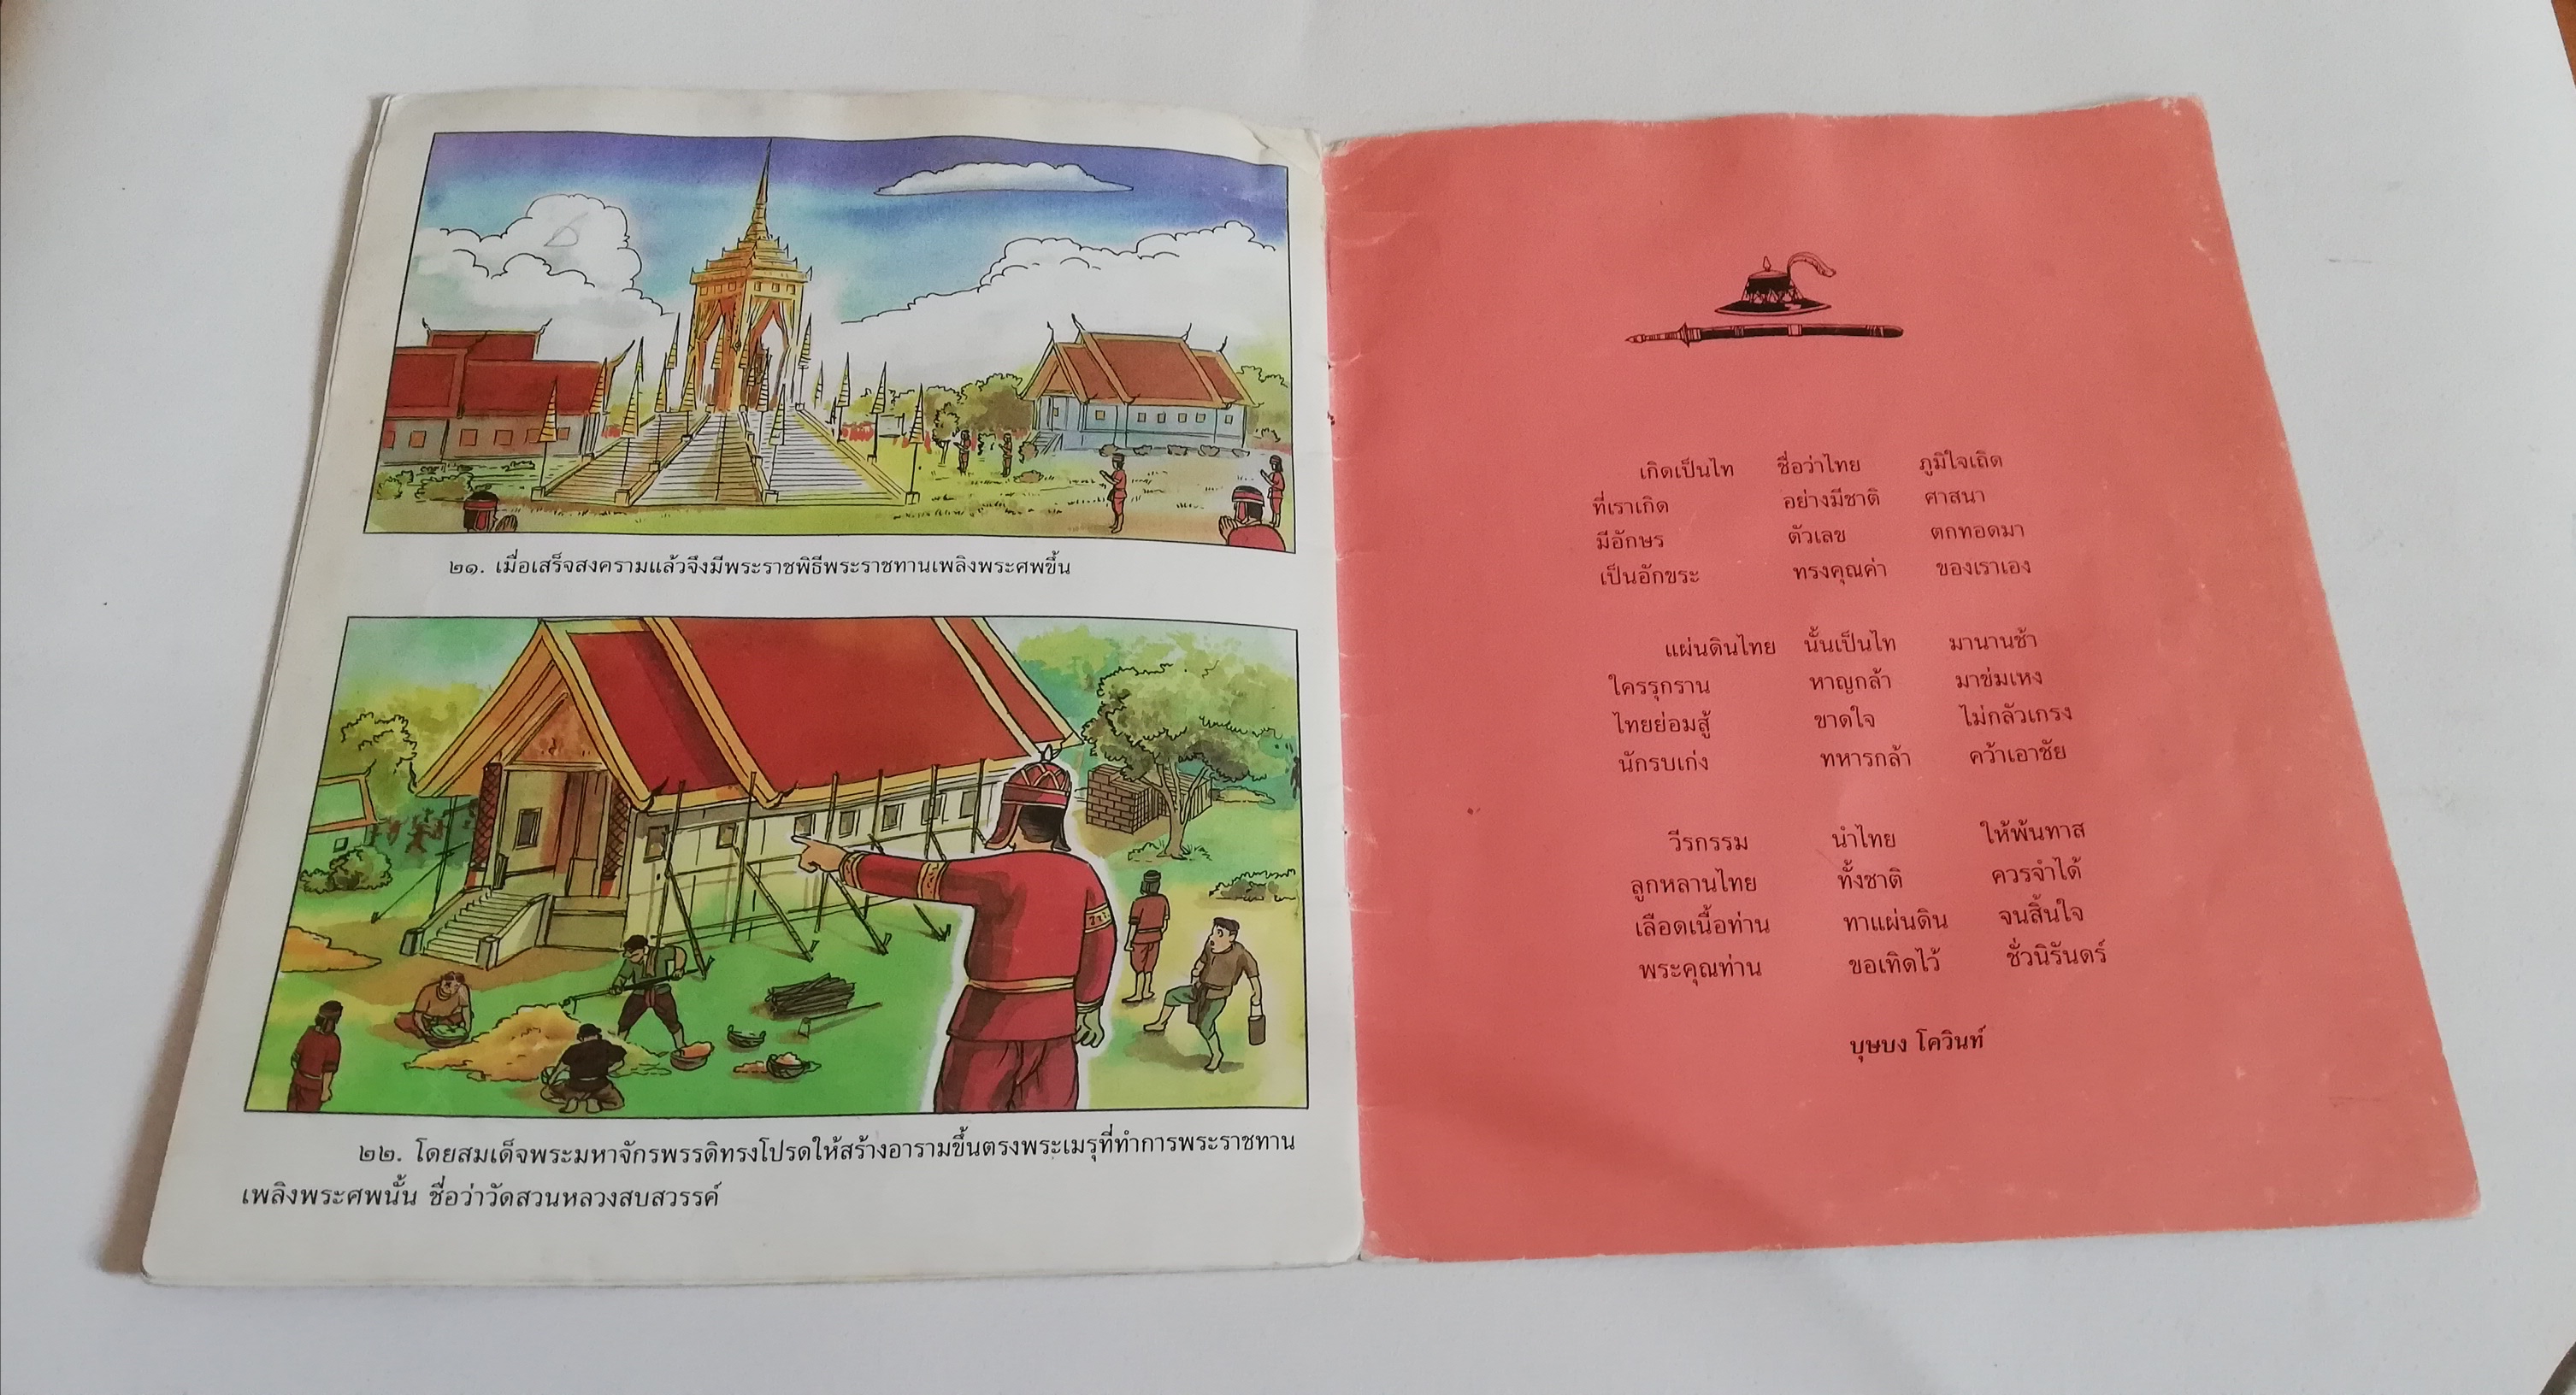 ๒๑. เมื่อเสร็จสงครามแล้วจึงมีพระราชพิธีพระราชทานเพลิงพระศพขึ้น
๒๒. โดยสมเด็จพระมหาจักรพรรดิทรงโปรดให้สร้างอารามขึ้นตรงพระเมรุที่ทำการพระราชทาน
เพลิงพระศพนั้น ชื่อว่าวัดสวนหลวงสบสวรรค์
เกิดเป็นไท ชื่อว่าไทย ภูมิใจเถิด
ที่เราเกิด อย่างมีชาติ ศาสนา
มีอักษร ตัวเลข ตกทอดมา
เป็นอักขระ ทรงคุณค่า ของเราเอง
แผ่นดินไทย นั้นเป็นไท มานานช้า
ใครรุกราน หาญกล้า มาข่มเหง
ไทยย่อมสู้ ขาดใจ ไม่กลัวเกรง
นักรบเก่ง ทหารกล้า คว้าเอาชัย
วีรกรรม นำไทย ให้พ้นทาส
ลูกหลานไทย ทั้งชาติ ควรจำได้
เลือดเนื้อท่าน ทาแผ่นดิน จนสิ้นใจ
พระคุณท่าน ขอเทิดไว้ ชั่วนิรันดร์
บุษบง โควินท์